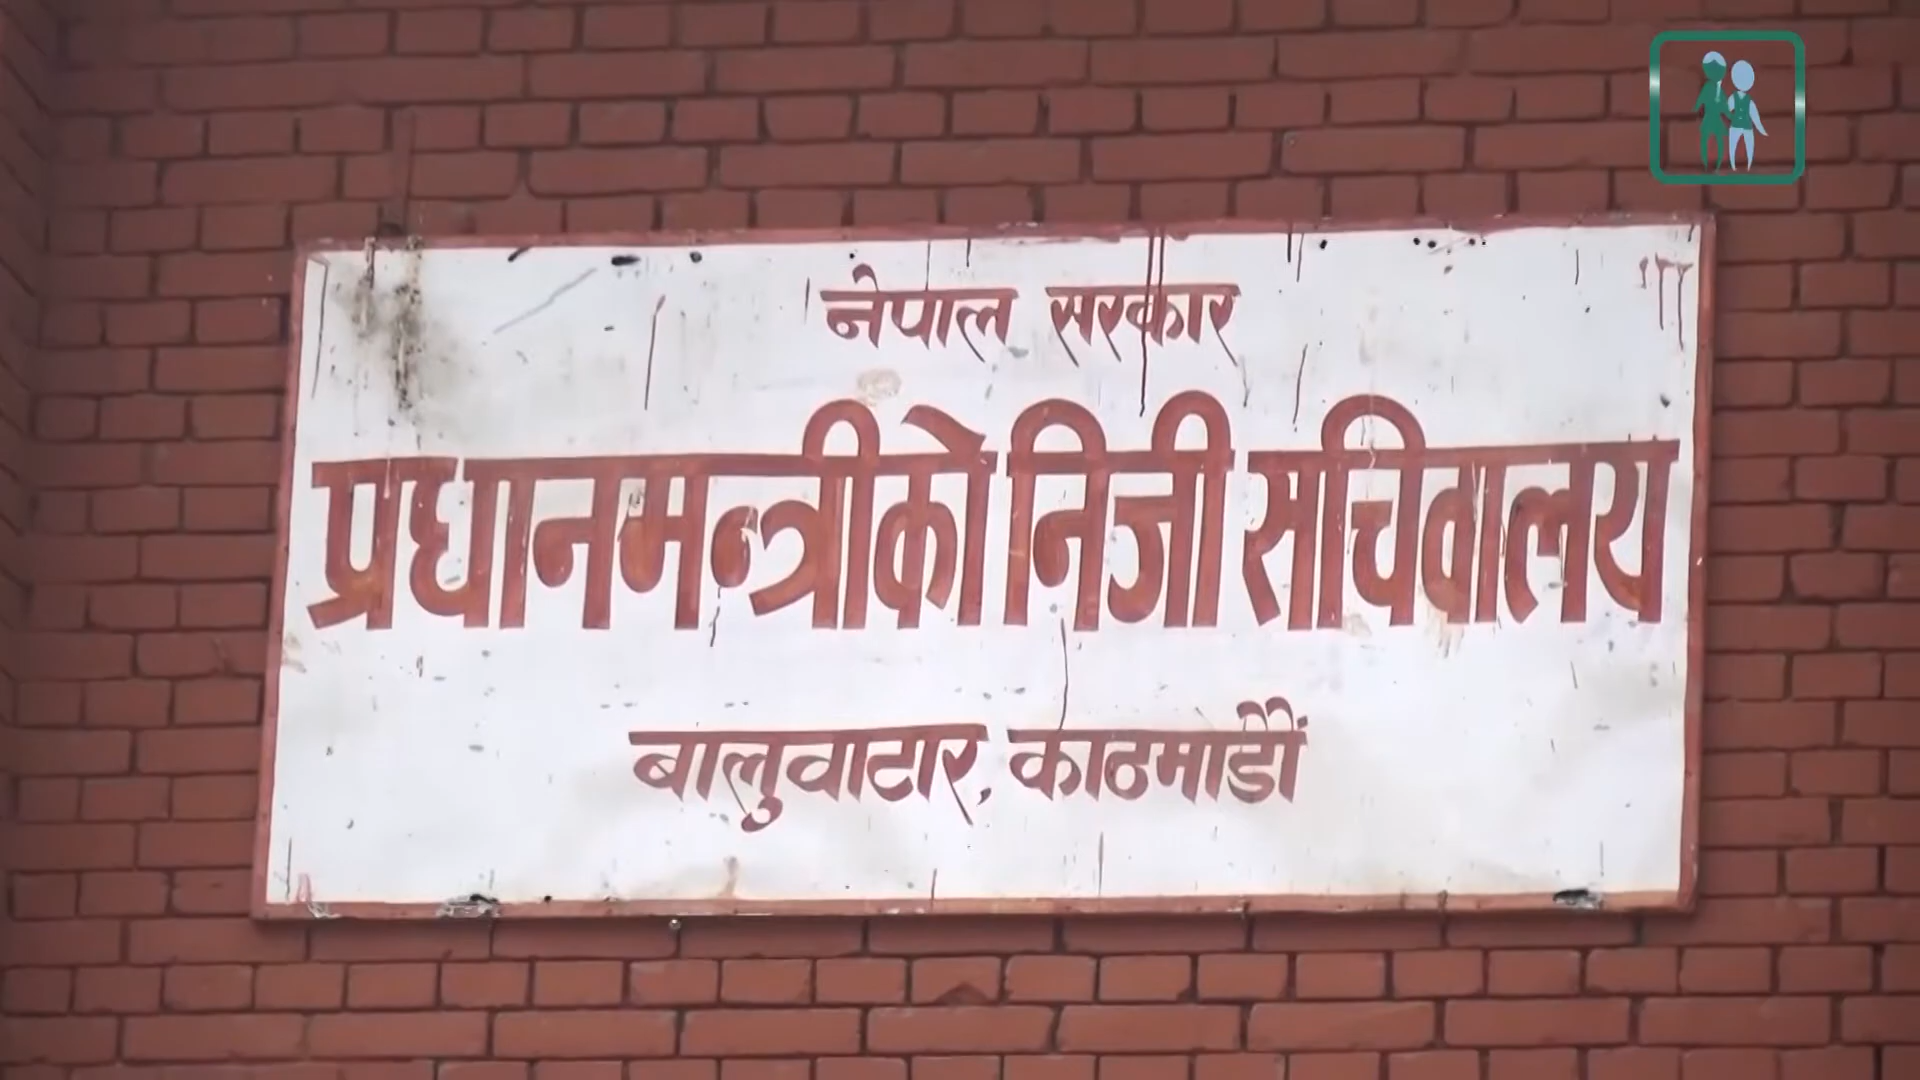 नेपाल सरकार
प्रधानमन्त्रीको निजी सचिवालय
बालुवाटार, काठमाडौं